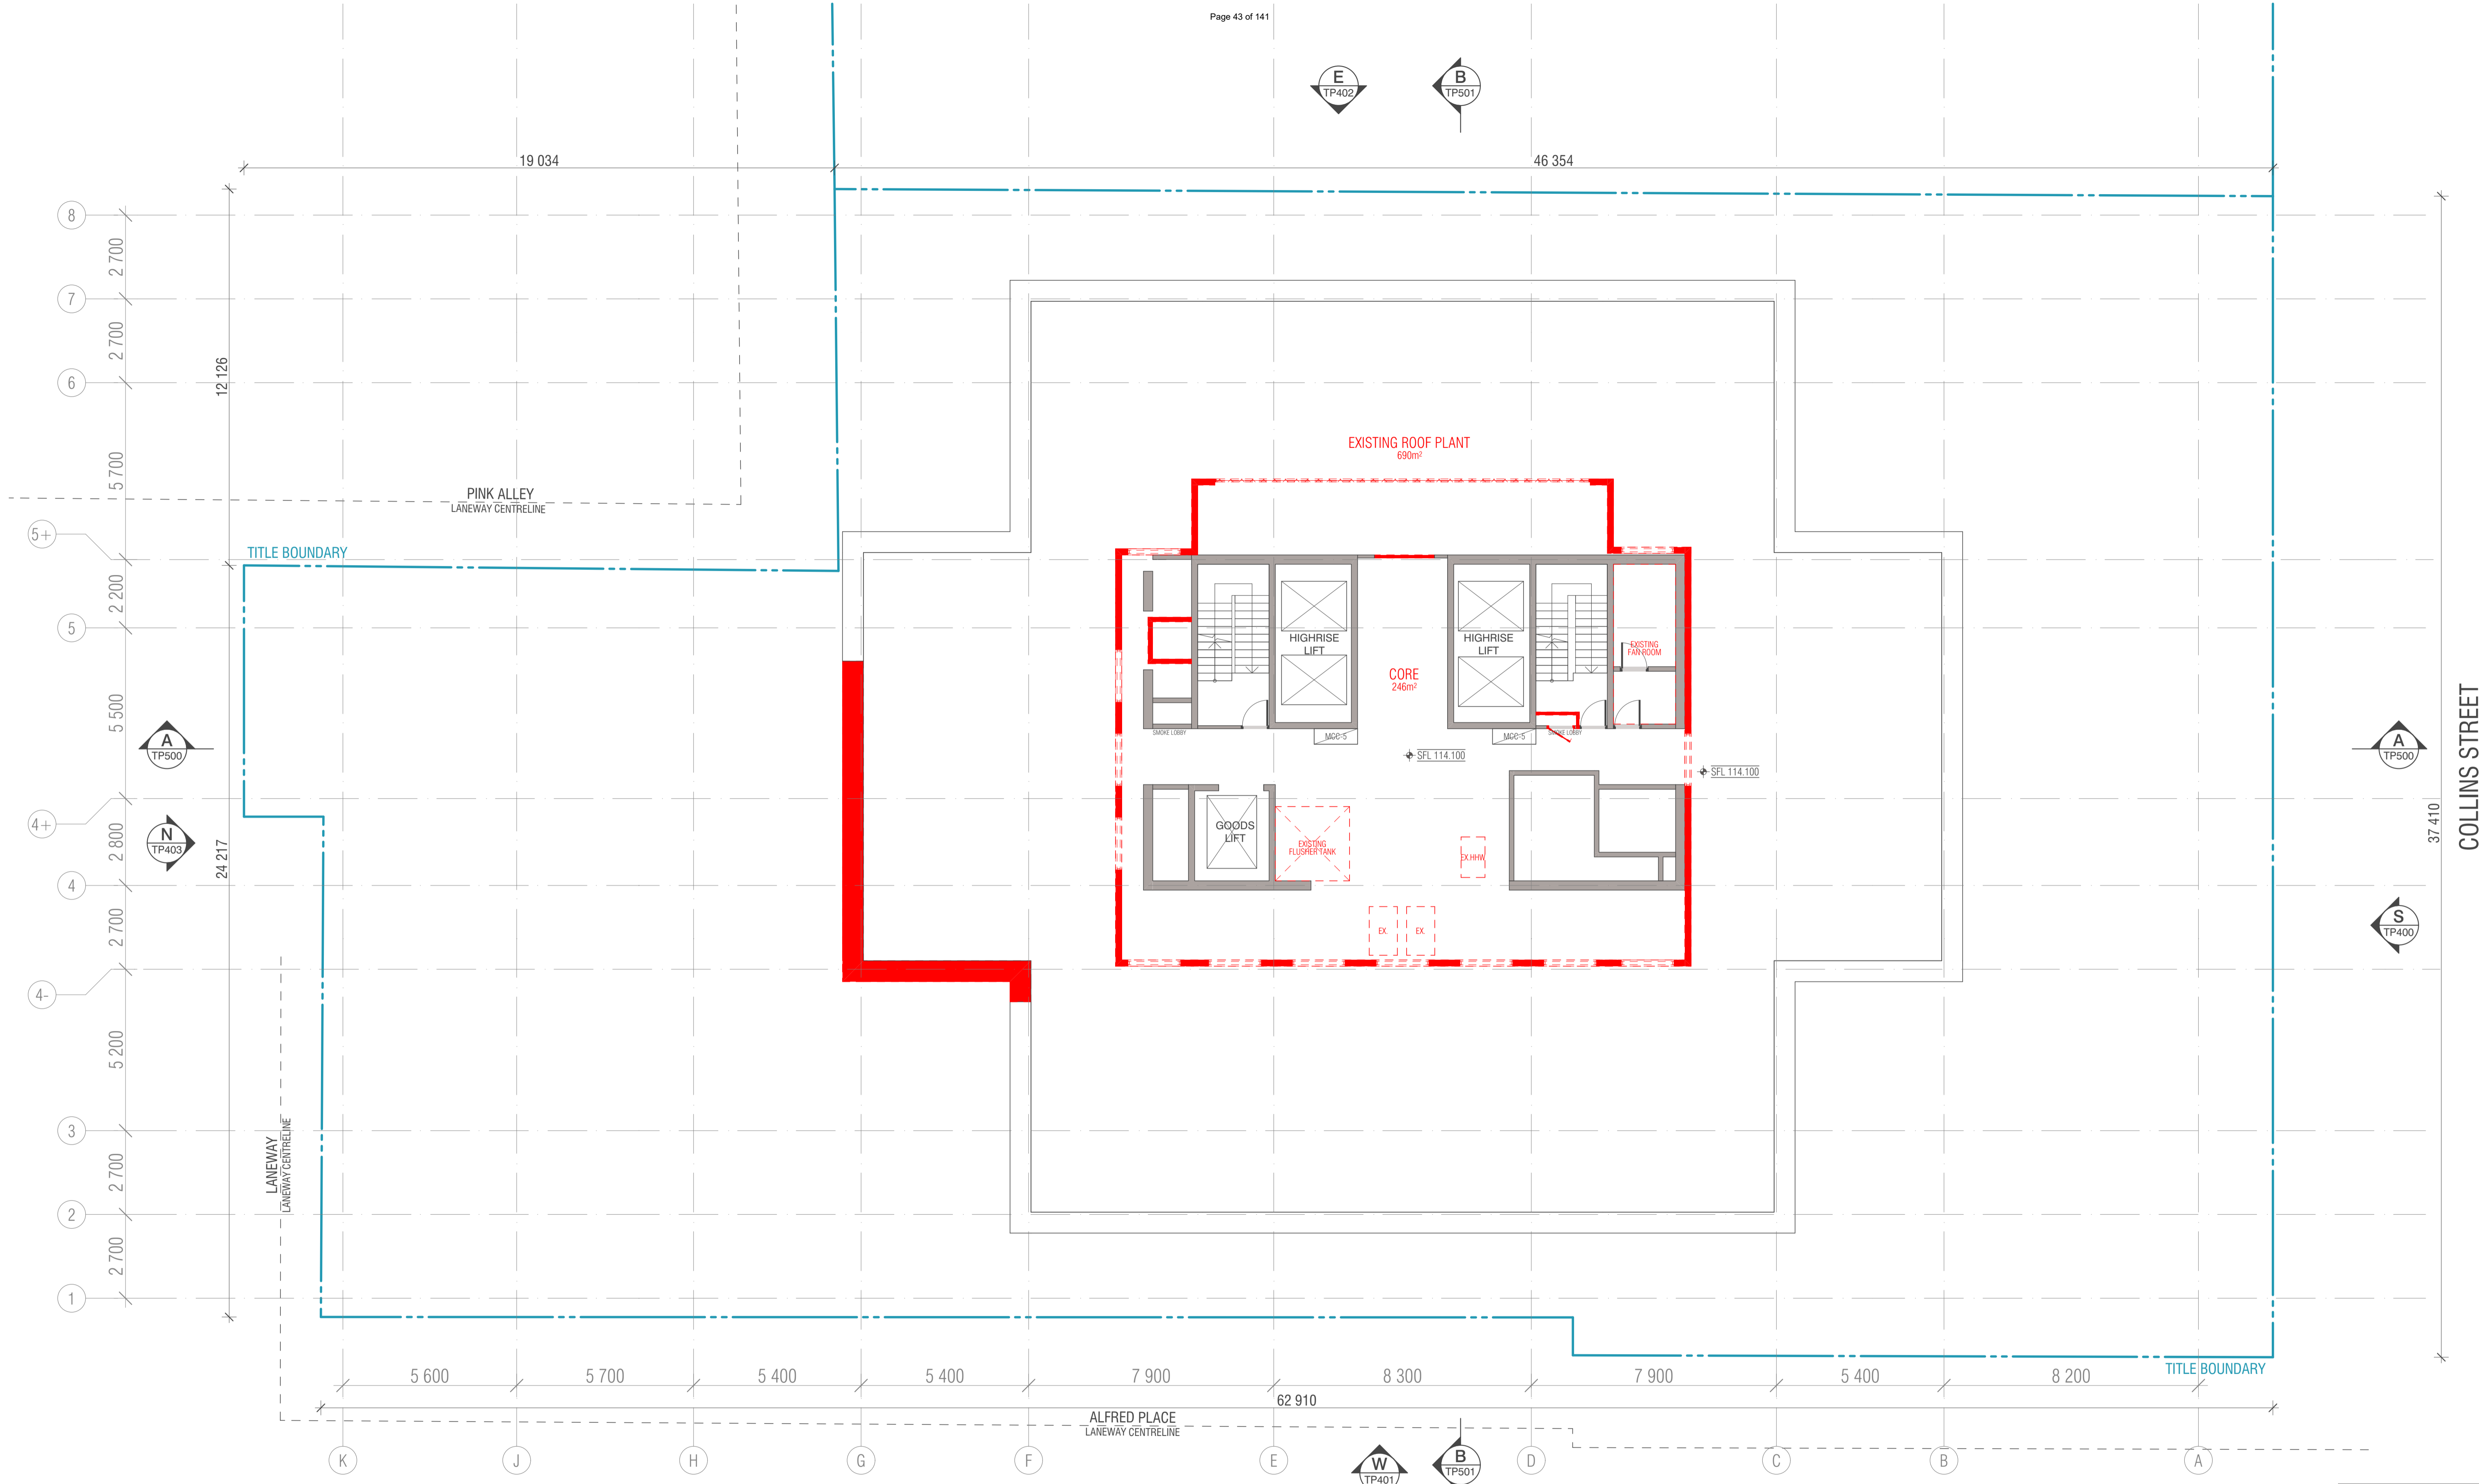 Page 43 of 141
E
TP402
B
TP501
19 034
46 354
8
2 700
7
2 700
12 126
6
5 700
EXISTING ROOF PLANT
690m²
PINK ALLEY
LANEWAY CENTRELINE
5+
TITLE BOUNDARY
2 200
5
HIGHRISE
LIFT
HIGHRISE
LIFT
EXISTING
FAN ROOM
CORE
246m²
5 500
A
TP500
SMOKE LOBBY
MCC-5
MCC-5
SMOKE LOBBY
SFL 114.100
SFL 114.100
A
TP500
COLLINS STREET
37 410
4+
N
TP403
2 800
24 217
GOODS
LIFT
EXISTING
FLUSHER TANK
EX.HHW
4
2 700
EX.
EX.
S
TP400
4-
5 200
3
LANEWAY
LANEWAY CENTRELINE
2 700
2
2 700
1
TITLE BOUNDARY
5 600
5 700
5 400
5 400
7 900
8 300
7 900
5 400
8 200
62 910
ALFRED PLACE
LANEWAY CENTRELINE
K
J
H
G
F
E
W
TP401
B
TP501
D
C
B
A